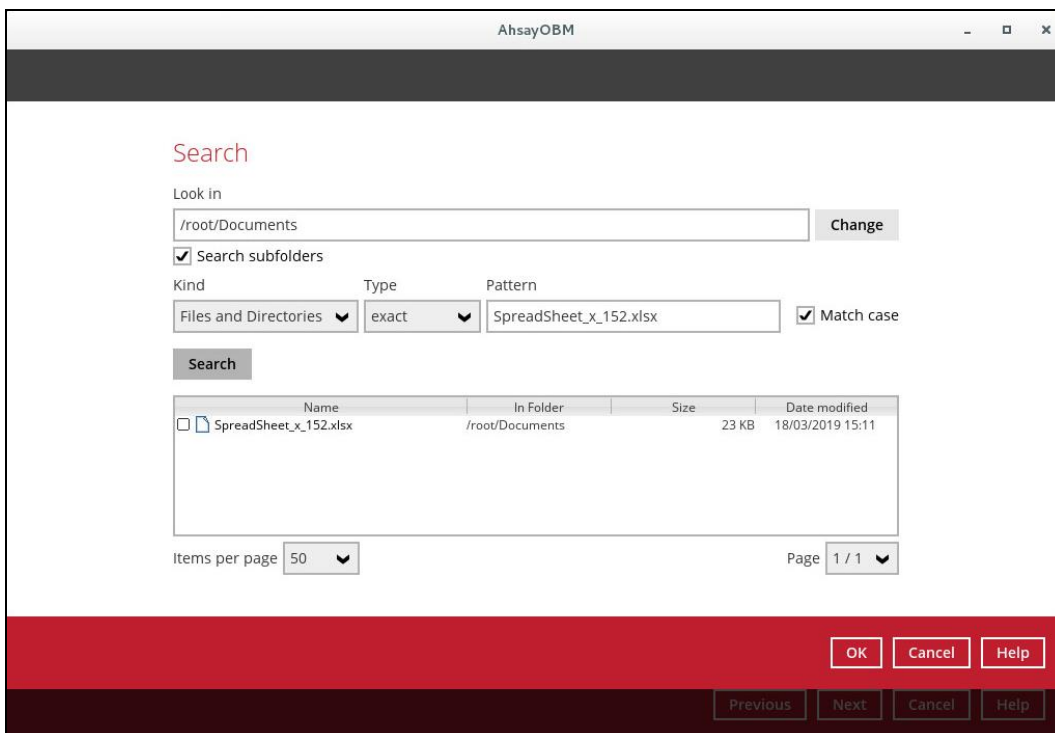 AhsayOBM
Search
Look in
/root/Documents
Change
Search subfolders
Kind Type Pattern
Files and Directories exact SpreadSheet_x_152.xlsx Match case
Search
Name In Folder Size Date modified
SpreadSheet_x_152.xlsx /root/Documents 23 KB 18/03/2019 15:11
Items per page 50 Page 1 / 1
OK Cancel Help
Previous Next Cancel Help